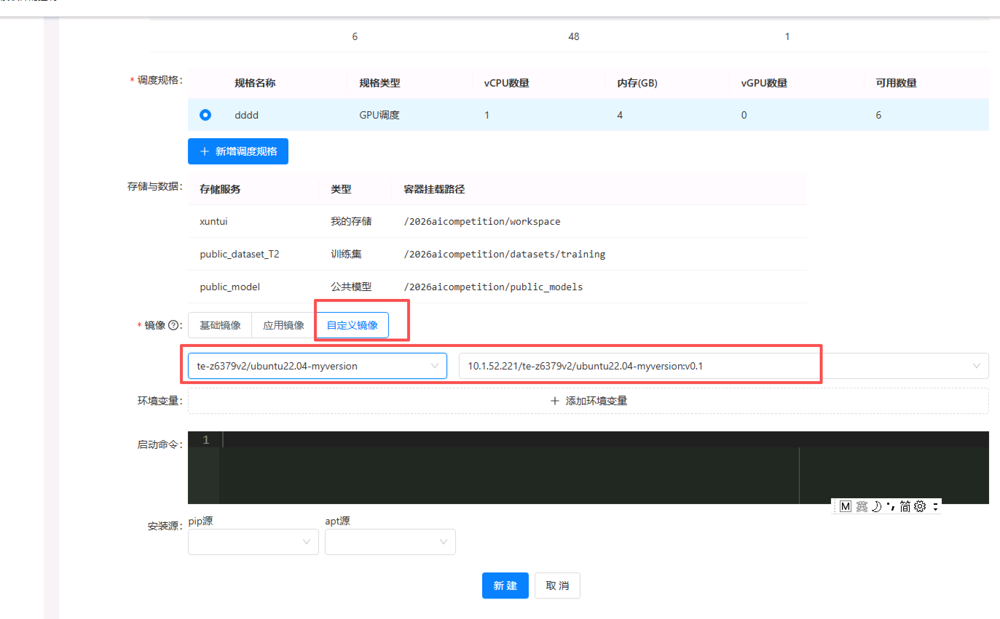 6 48 1
* 调度规格:
规格名称 规格类型 vCPU数量 内存(GB) vGPU数量 可用数量
dddd GPU调度 1 4 0 6
+ 新增调度规格
存储与数据:
存储服务 类型 容器挂载路径
xuntui 我的存储 /2026aicompetition/workspace
public_dataset_T2 训练集 /2026aicompetition/datasets/training
public_model 公共模型 /2026aicompetition/public_models
* 镜像 ? :
基础镜像 应用镜像 自定义镜像
te-z6379v2/ubuntu22.04-myversion 10.1.52.221/te-z6379v2/ubuntu22.04-myversion:v0.1
环境变量: + 添加环境变量
启动命令: 1
M 英 简
安装源: pip源 apt源
新 建 取 消